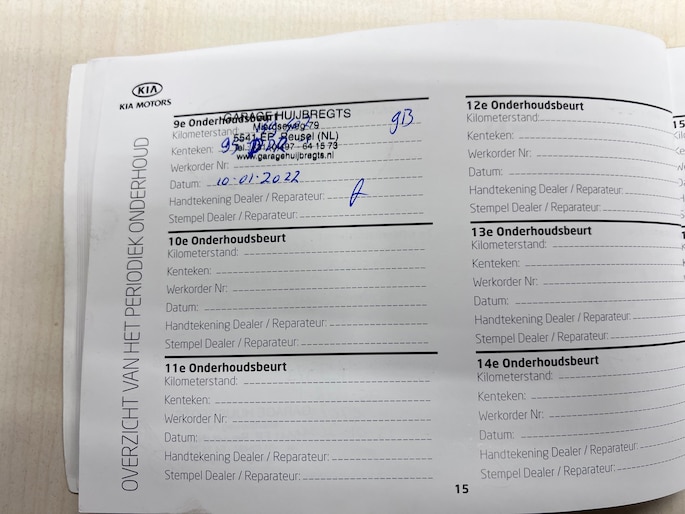 KIA
KIA MOTORS
OVERZICHT VAN HET PERIODIEK ONDERHOUD
9e Onderhoudsbeurt
GARAGE HUIJBREGTS
Kilometerstand:
913
5541 EP Reusel (NL)
Kenteken:
64 15 73
www.garagehuijbregts.nl
Werkorder Nr:
Datum: 10-01-2022
Handtekening Dealer / Reparateur:
Stempel Dealer / Reparateur:
10e Onderhoudsbeurt
Kilometerstand:
Kenteken:
Werkorder Nr:
Datum:
Handtekening Dealer / Reparateur:
Stempel Dealer / Reparateur:
11e Onderhoudsbeurt
Kilometerstand:
Kenteken:
Werkorder Nr:
Datum:
Handtekening Dealer / Reparateur:
Stempel Dealer / Reparateur:
12e Onderhoudsbeurt
Kilometerstand:
Kenteken:
Werkorder Nr:
Datum:
Handtekening Dealer / Reparateur:
Stempel Dealer / Reparateur:
13e Onderhoudsbeurt
Kilometerstand:
Kenteken:
Werkorder Nr:
Datum:
Handtekening Dealer / Reparateur:
Stempel Dealer / Reparateur:
14e Onderhoudsbeurt
Kilometerstand:
Kenteken:
Werkorder Nr:
Datum:
Handtekening Dealer / Reparateur:
Stempel Dealer / Reparateur:
15